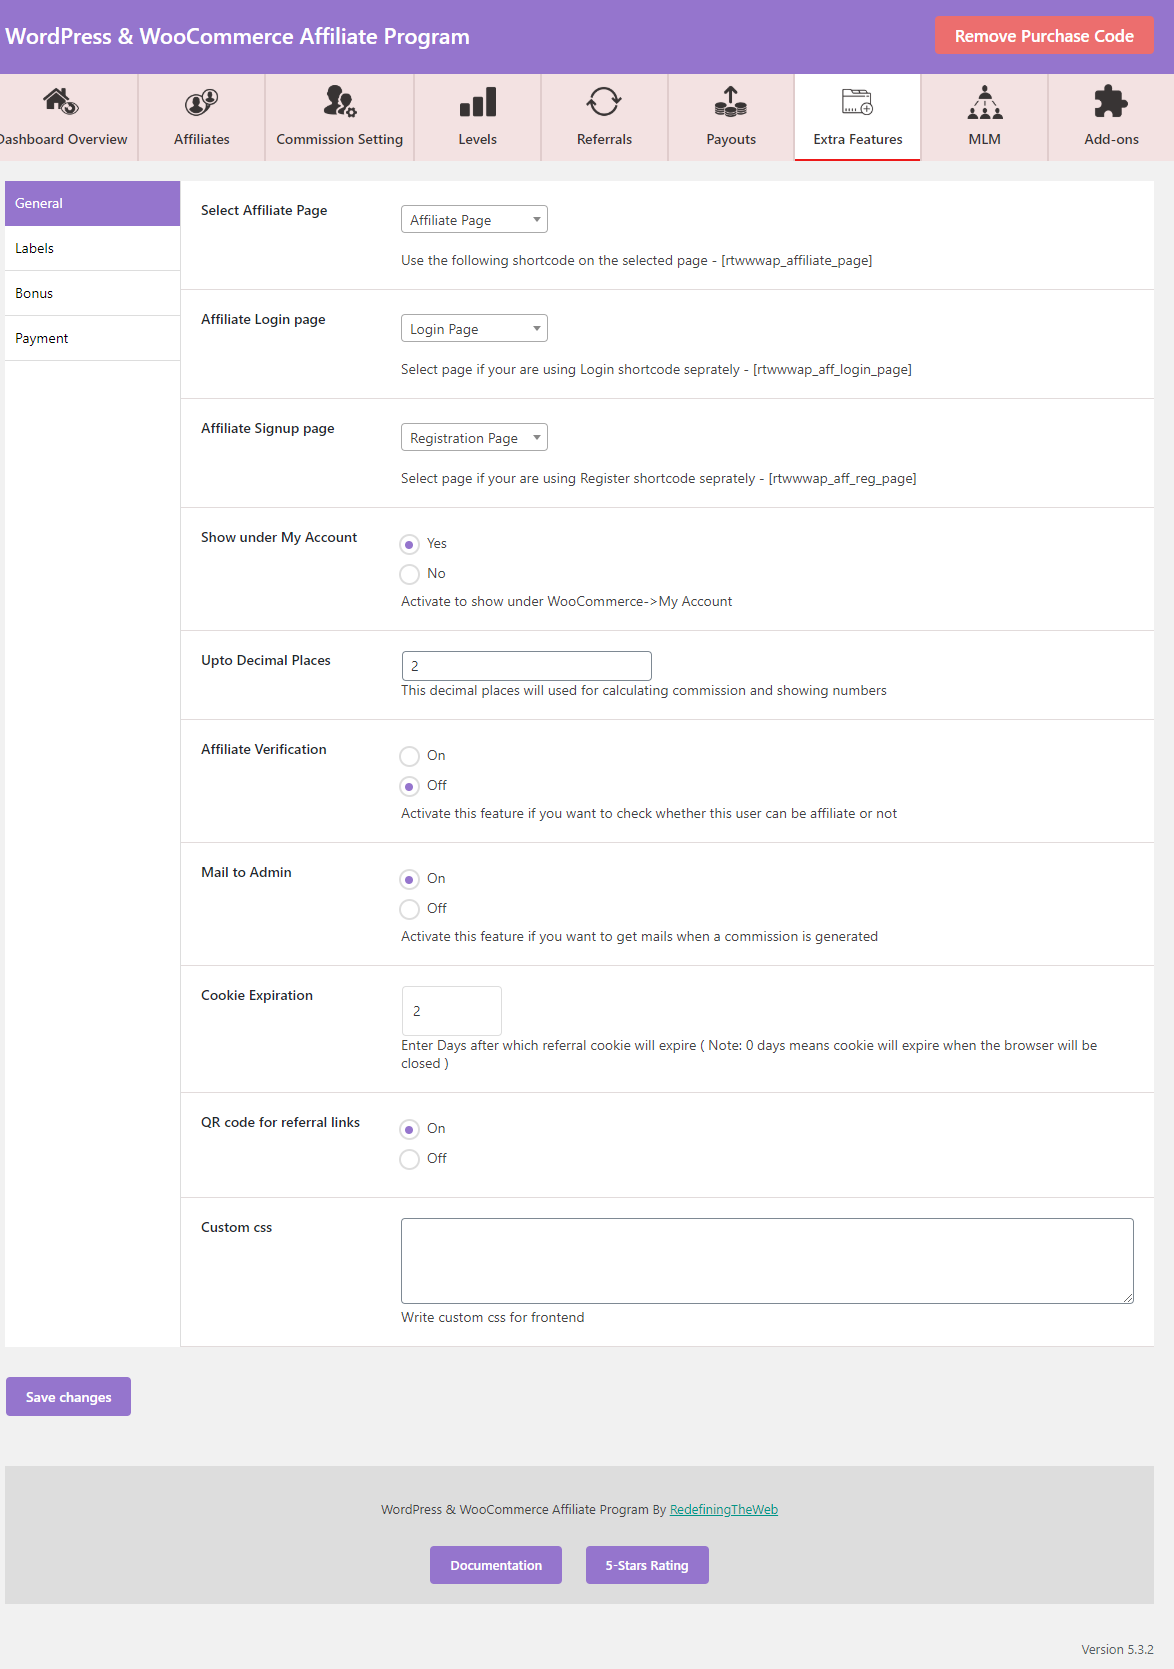 WordPress & WooCommerce Affiliate Program
Remove Purchase Code
Dashboard Overview
Affiliates
Commission Setting
Levels
Referrals
Payouts
Extra Features
MLM
Add-ons
General
Labels
Bonus
Payment
Select Affiliate Page
Affiliate Page
Use the following shortcode on the selected page - [rtwwwap_affiliate_page]
Affiliate Login page
Login Page
Select page if your are using Login shortcode seprately - [rtwwwap_aff_login_page]
Affiliate Signup page
Registration Page
Select page if your are using Register shortcode seprately - [rtwwwap_aff_reg_page]
Show under My Account
Yes
No
Activate to show under WooCommerce->My Account
Upto Decimal Places
2
This decimal places will used for calculating commission and showing numbers
Affiliate Verification
On
Off
Activate this feature if you want to check whether this user can be affiliate or not
Mail to Admin
On
Off
Activate this feature if you want to get mails when a commission is generated
Cookie Expiration
2
Enter Days after which referral cookie will expire ( Note: 0 days means cookie will expire when the browser will be
closed )
QR code for referral links
On
Off
Custom css
Write custom css for frontend
Save changes
WordPress & WooCommerce Affiliate Program By RedefiningTheWeb
Documentation
5-Stars Rating
Version 5.3.2